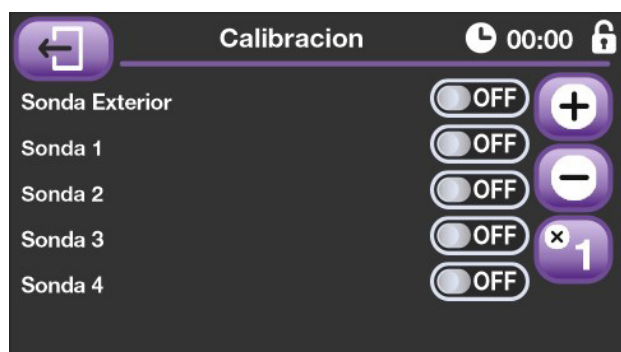 Calibracion 00:00
Sonda Exterior OFF
Sonda 1 OFF
Sonda 2 OFF
Sonda 3 OFF
Sonda 4 OFF
+
−
×1